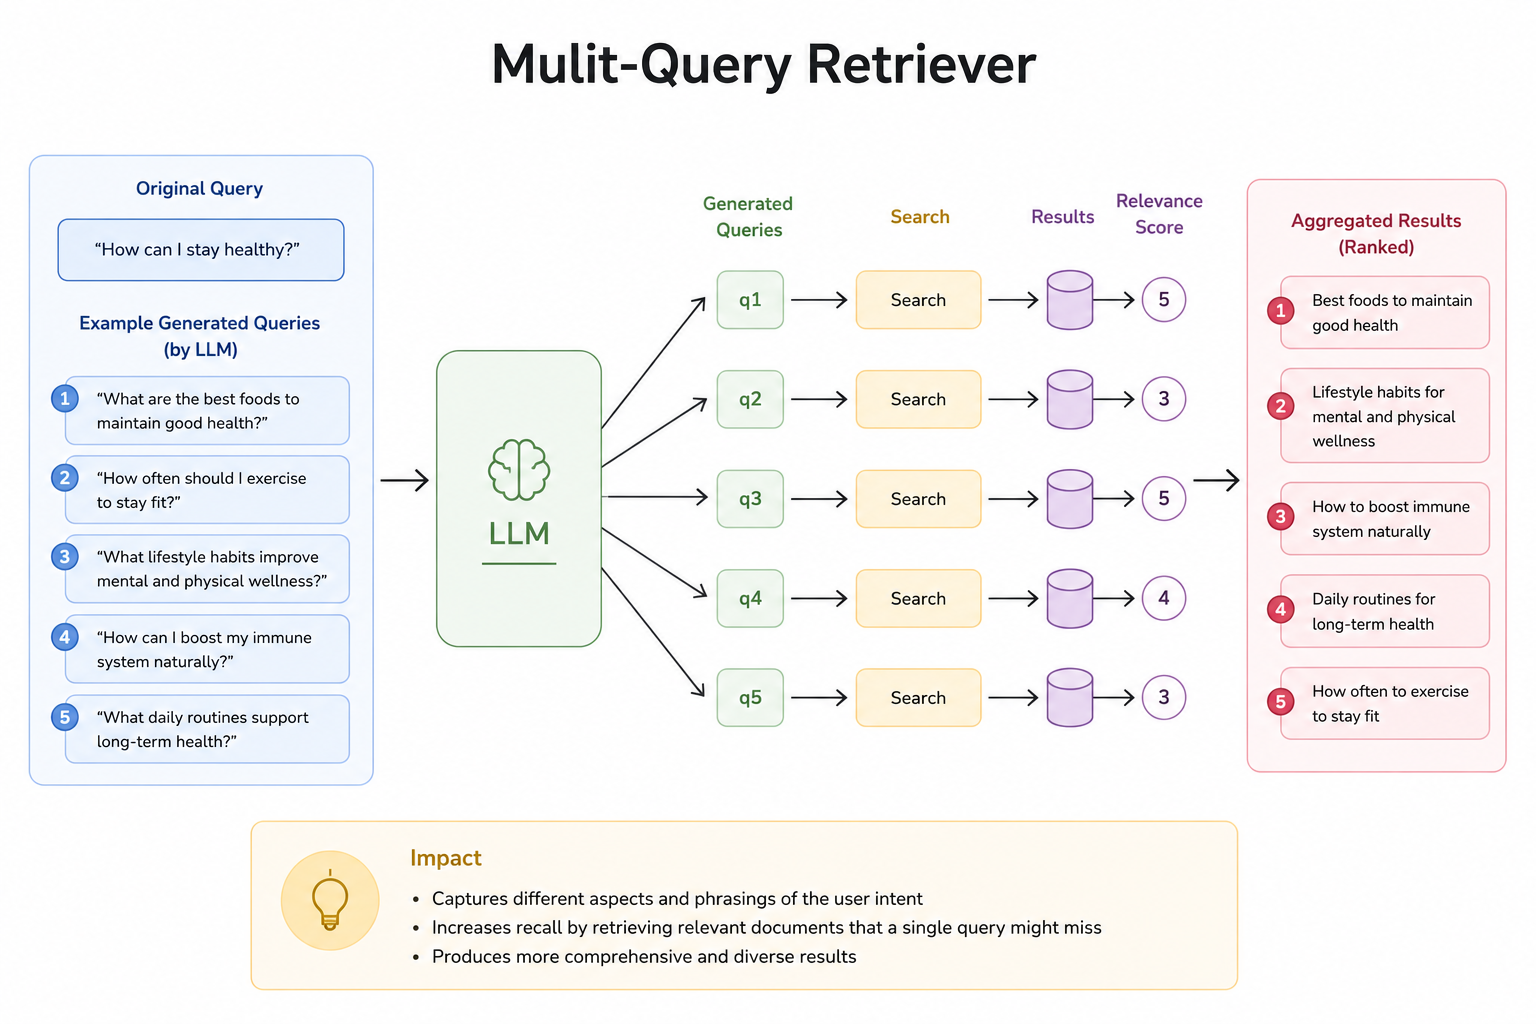 Mulit-Query Retriever
Original Query
“How can I stay healthy?”
Example Generated Queries
(by LLM)
1
“What are the best foods to
maintain good health?”
2
“How often should I exercise
to stay fit?”
3
“What lifestyle habits improve
mental and physical wellness?”
4
“How can I boost my immune
system naturally?”
5
“What daily routines support
long-term health?”
LLM
Generated
Queries
Search
Results
Relevance
Score
q1
Search
5
q2
Search
3
q3
Search
5
q4
Search
4
q5
Search
3
Aggregated Results
(Ranked)
1
Best foods to maintain
good health
2
Lifestyle habits for
mental and physical
wellness
3
How to boost immune
system naturally
4
Daily routines for
long-term health
5
How often to exercise
to stay fit
Impact
• Captures different aspects and phrasings of the user intent
• Increases recall by retrieving relevant documents that a single query might miss
• Produces more comprehensive and diverse results